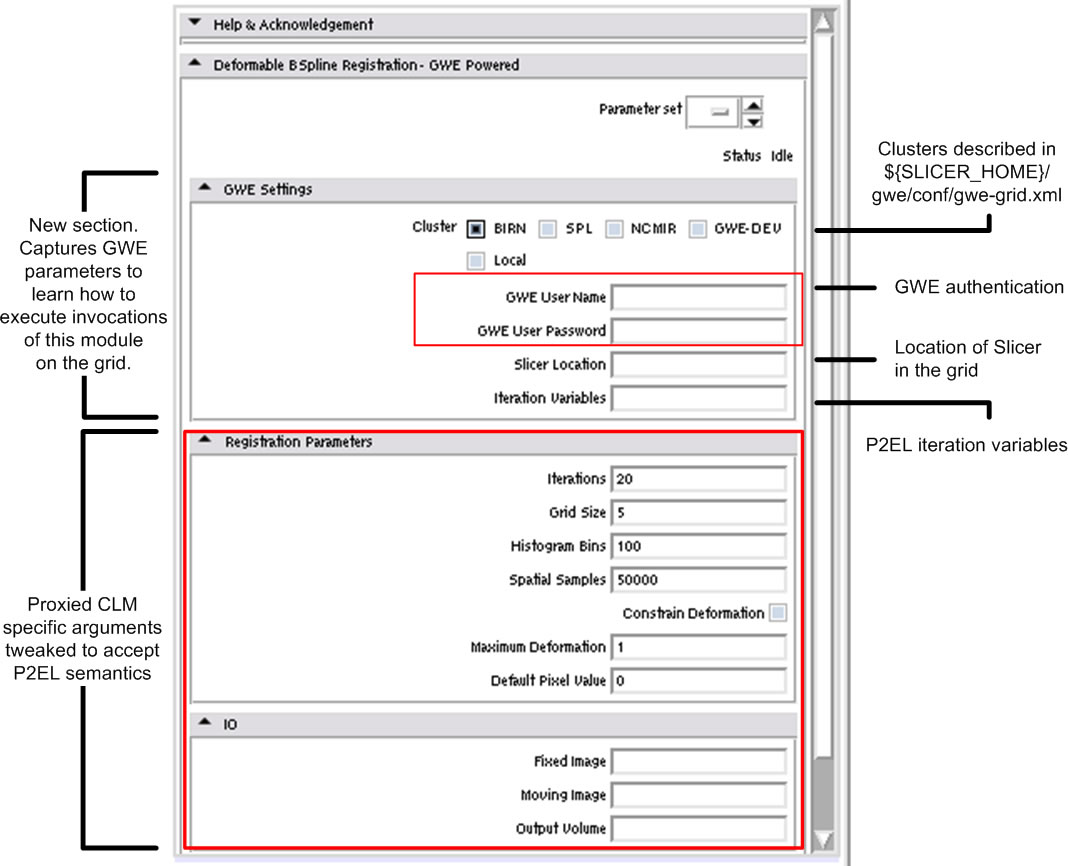 Help & Acknowledgement
Deformable BSpline Registration - GWE Powered
Parameter set
Status Idle
GWE Settings
Cluster BIRN SPL NCMIR GWE-DEV
Local
GWE User Name
GWE User Password
Slicer Location
Iteration Variables
Registration Parameters
Iterations 20
Grid Size 5
Histogram Bins 100
Spatial Samples 50000
Constrain Deformation
Maximum Deformation 1
Default Pixel Value 0
IO
Fixed Image
Moving Image
Output Volume
New section.
Captures GWE
parameters to
learn how to
execute invocations
of this module
on the grid.
Proxied CLM
specific arguments
tweaked to accept
P2EL semantics
Clusters described in
${SLICER_HOME}/
gwe/conf/gwe-grid.xml
GWE authentication
Location of Slicer
in the grid
P2EL iteration variables